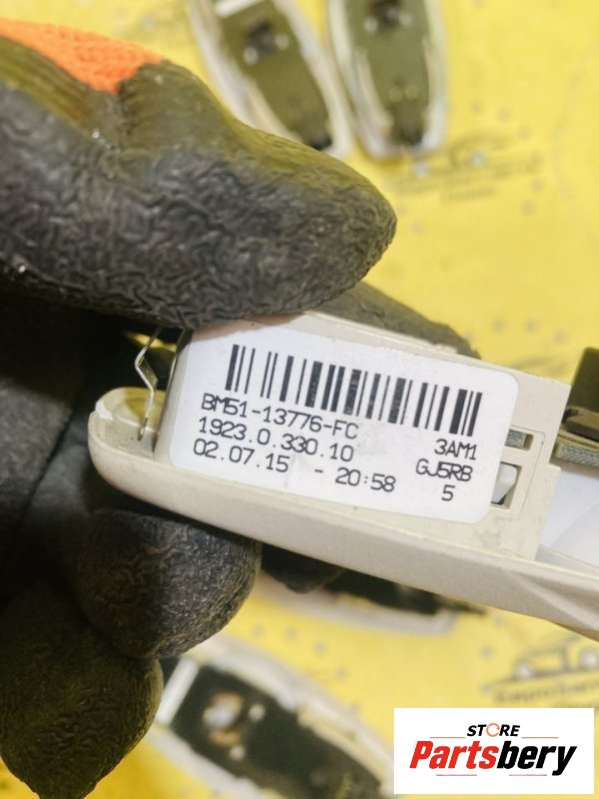 BM51-13776-FC
1923.0.330.10 3AM1
02.07.15 - 20:58 GJ5RB
5
STORE
Partsbery